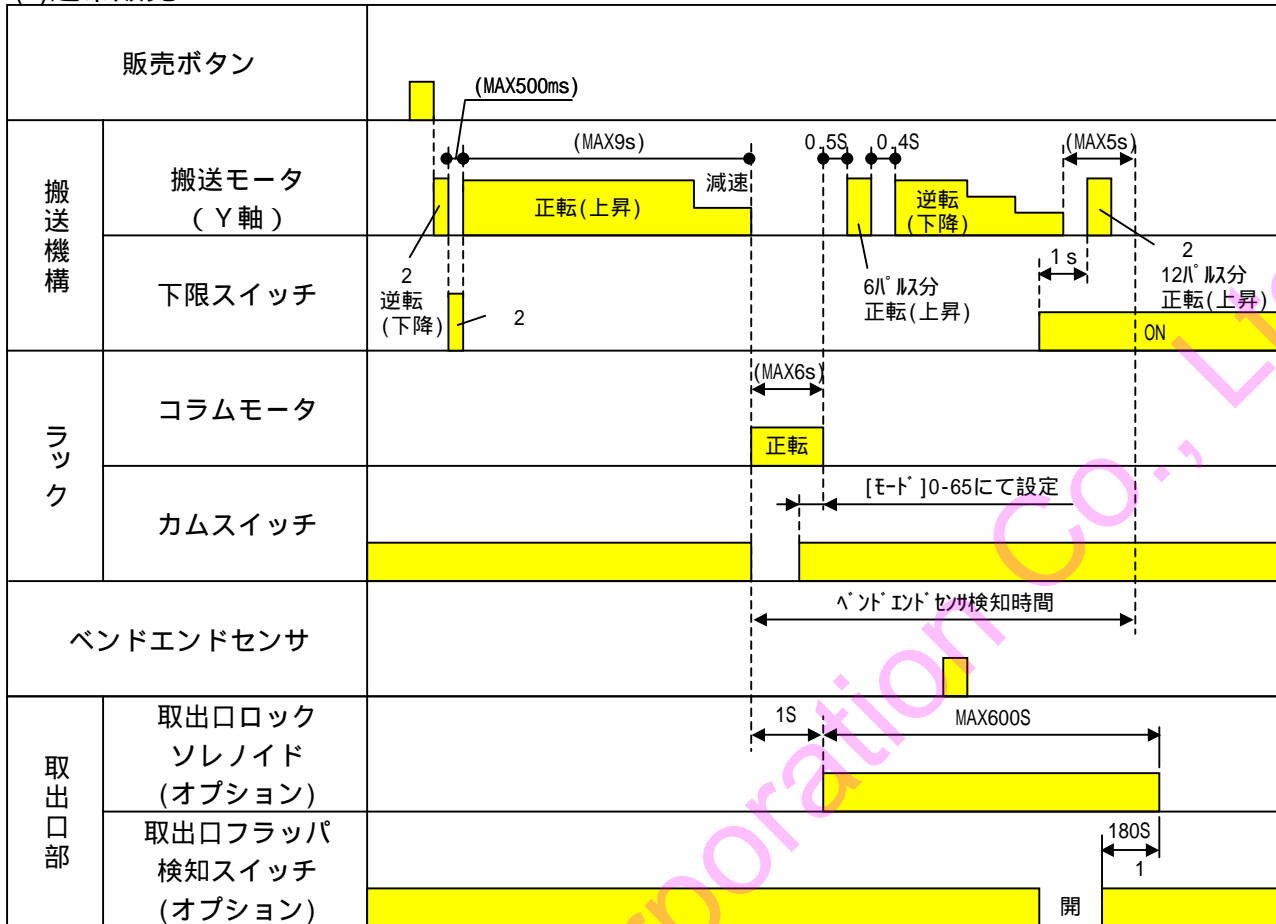 販売ボタン
(MAX500ms)
搬送機構
搬送モータ
(Y軸)
(MAX9s)
0.5S
0.4S
(MAX5s)
正転(上昇)
減速
逆転
(下降)
2
逆転
(下降)
6パルス分
正転(上昇)
1s
2
12パルス分
正転(上昇)
下限スイッチ
2
ON
ラック
コラムモータ
(MAX6s)
正転
カムスイッチ
[モード]0-65にて設定
ベンドエンドセンサ
ベンドエンドセンサ検知時間
取出口部
取出口ロック
ソレノイド
(オプション)
1S
MAX600S
取出口フラッパ
検知スイッチ
(オプション)
180S
1
開
poration Co., Lt